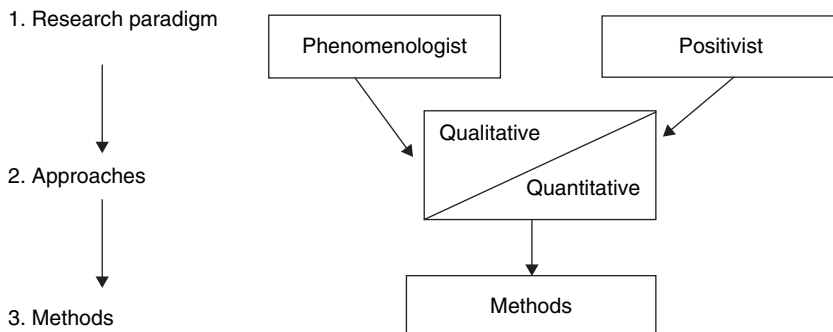 1. Research paradigm
Phenomenologist
Positivist
Qualitative
2. Approaches
Quantitative
Methods
3. Methods